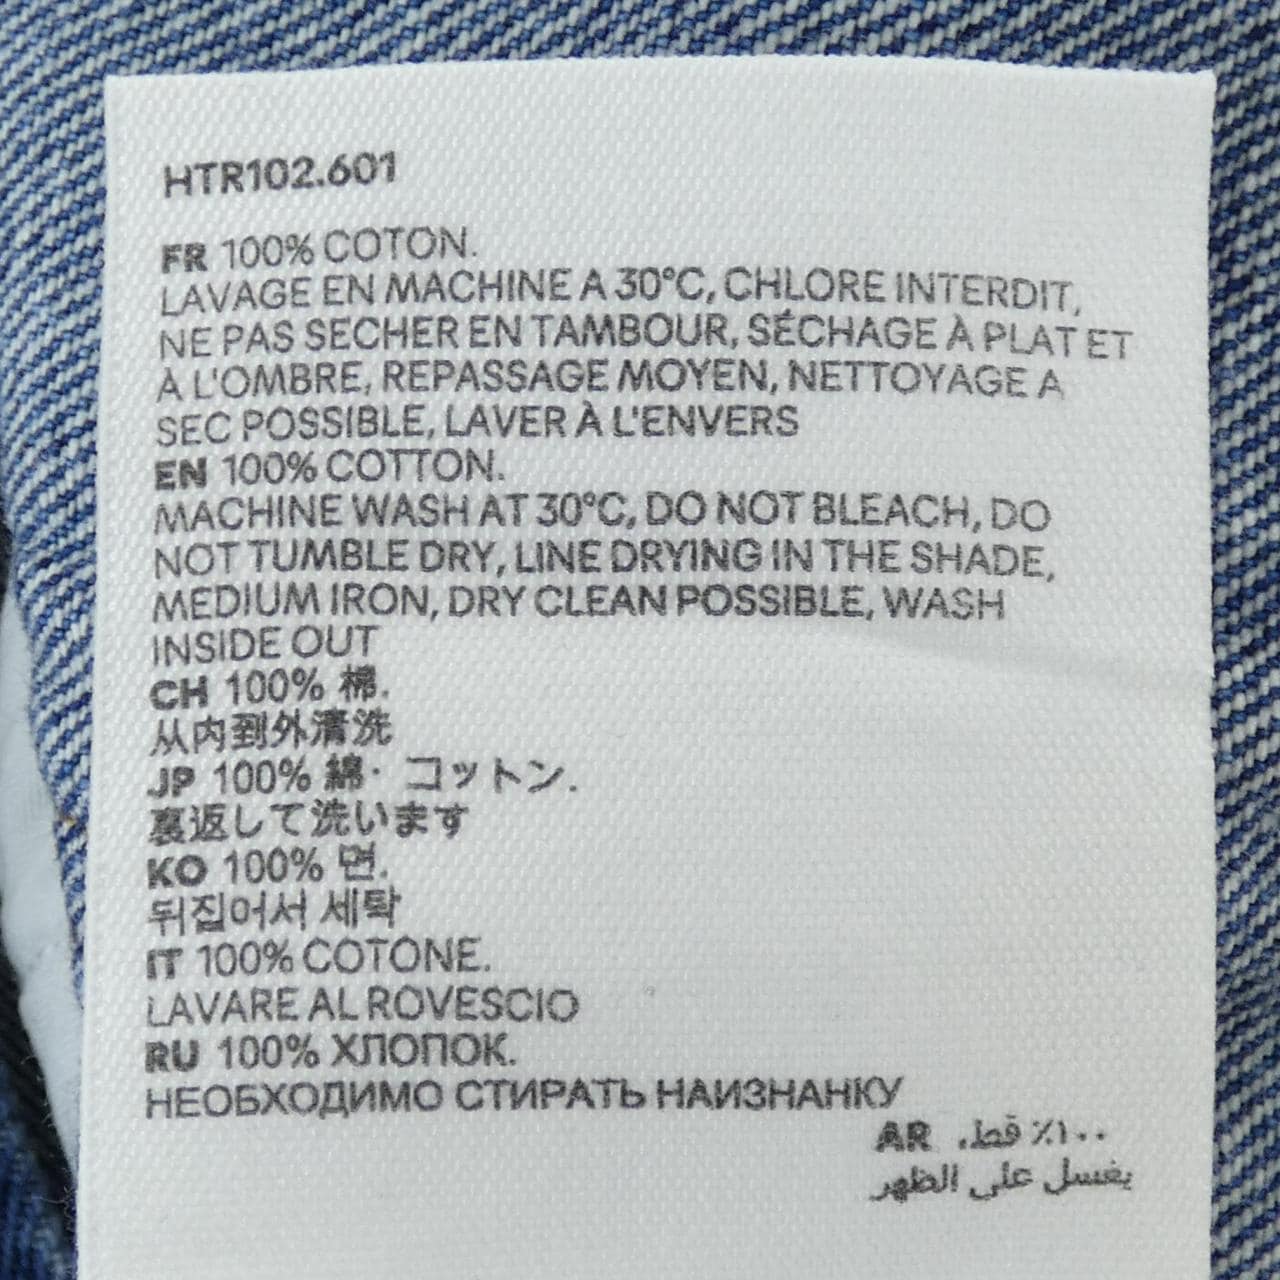 HTR102.601
FR 100% COTON.
LAVAGE EN MACHINE A 30°C, CHLORE INTERDIT,
NE PAS SECHER EN TAMBOUR, SÉCHAGE À PLAT ET
À L'OMBRE, REPASSAGE MOYEN, NETTOYAGE A
SEC POSSIBLE, LAVER À L'ENVERS
EN 100% COTTON.
MACHINE WASH AT 30°C, DO NOT BLEACH, DO
NOT TUMBLE DRY, LINE DRYING IN THE SHADE,
MEDIUM IRON, DRY CLEAN POSSIBLE, WASH
INSIDE OUT
CH 100% 棉.
从内到外清洗
JP 100% 綿· コットン.
裏返して洗います
KO 100% 면.
뒤집어서 세탁
IT 100% COTONE.
LAVARE AL ROVESCIO
RU 100% ХЛОПОК.
НЕОБХОДИМО СТИРАТЬ НАИЗНАНКУ
١٠٠٪ قطن. AR
يغسل على الظهر